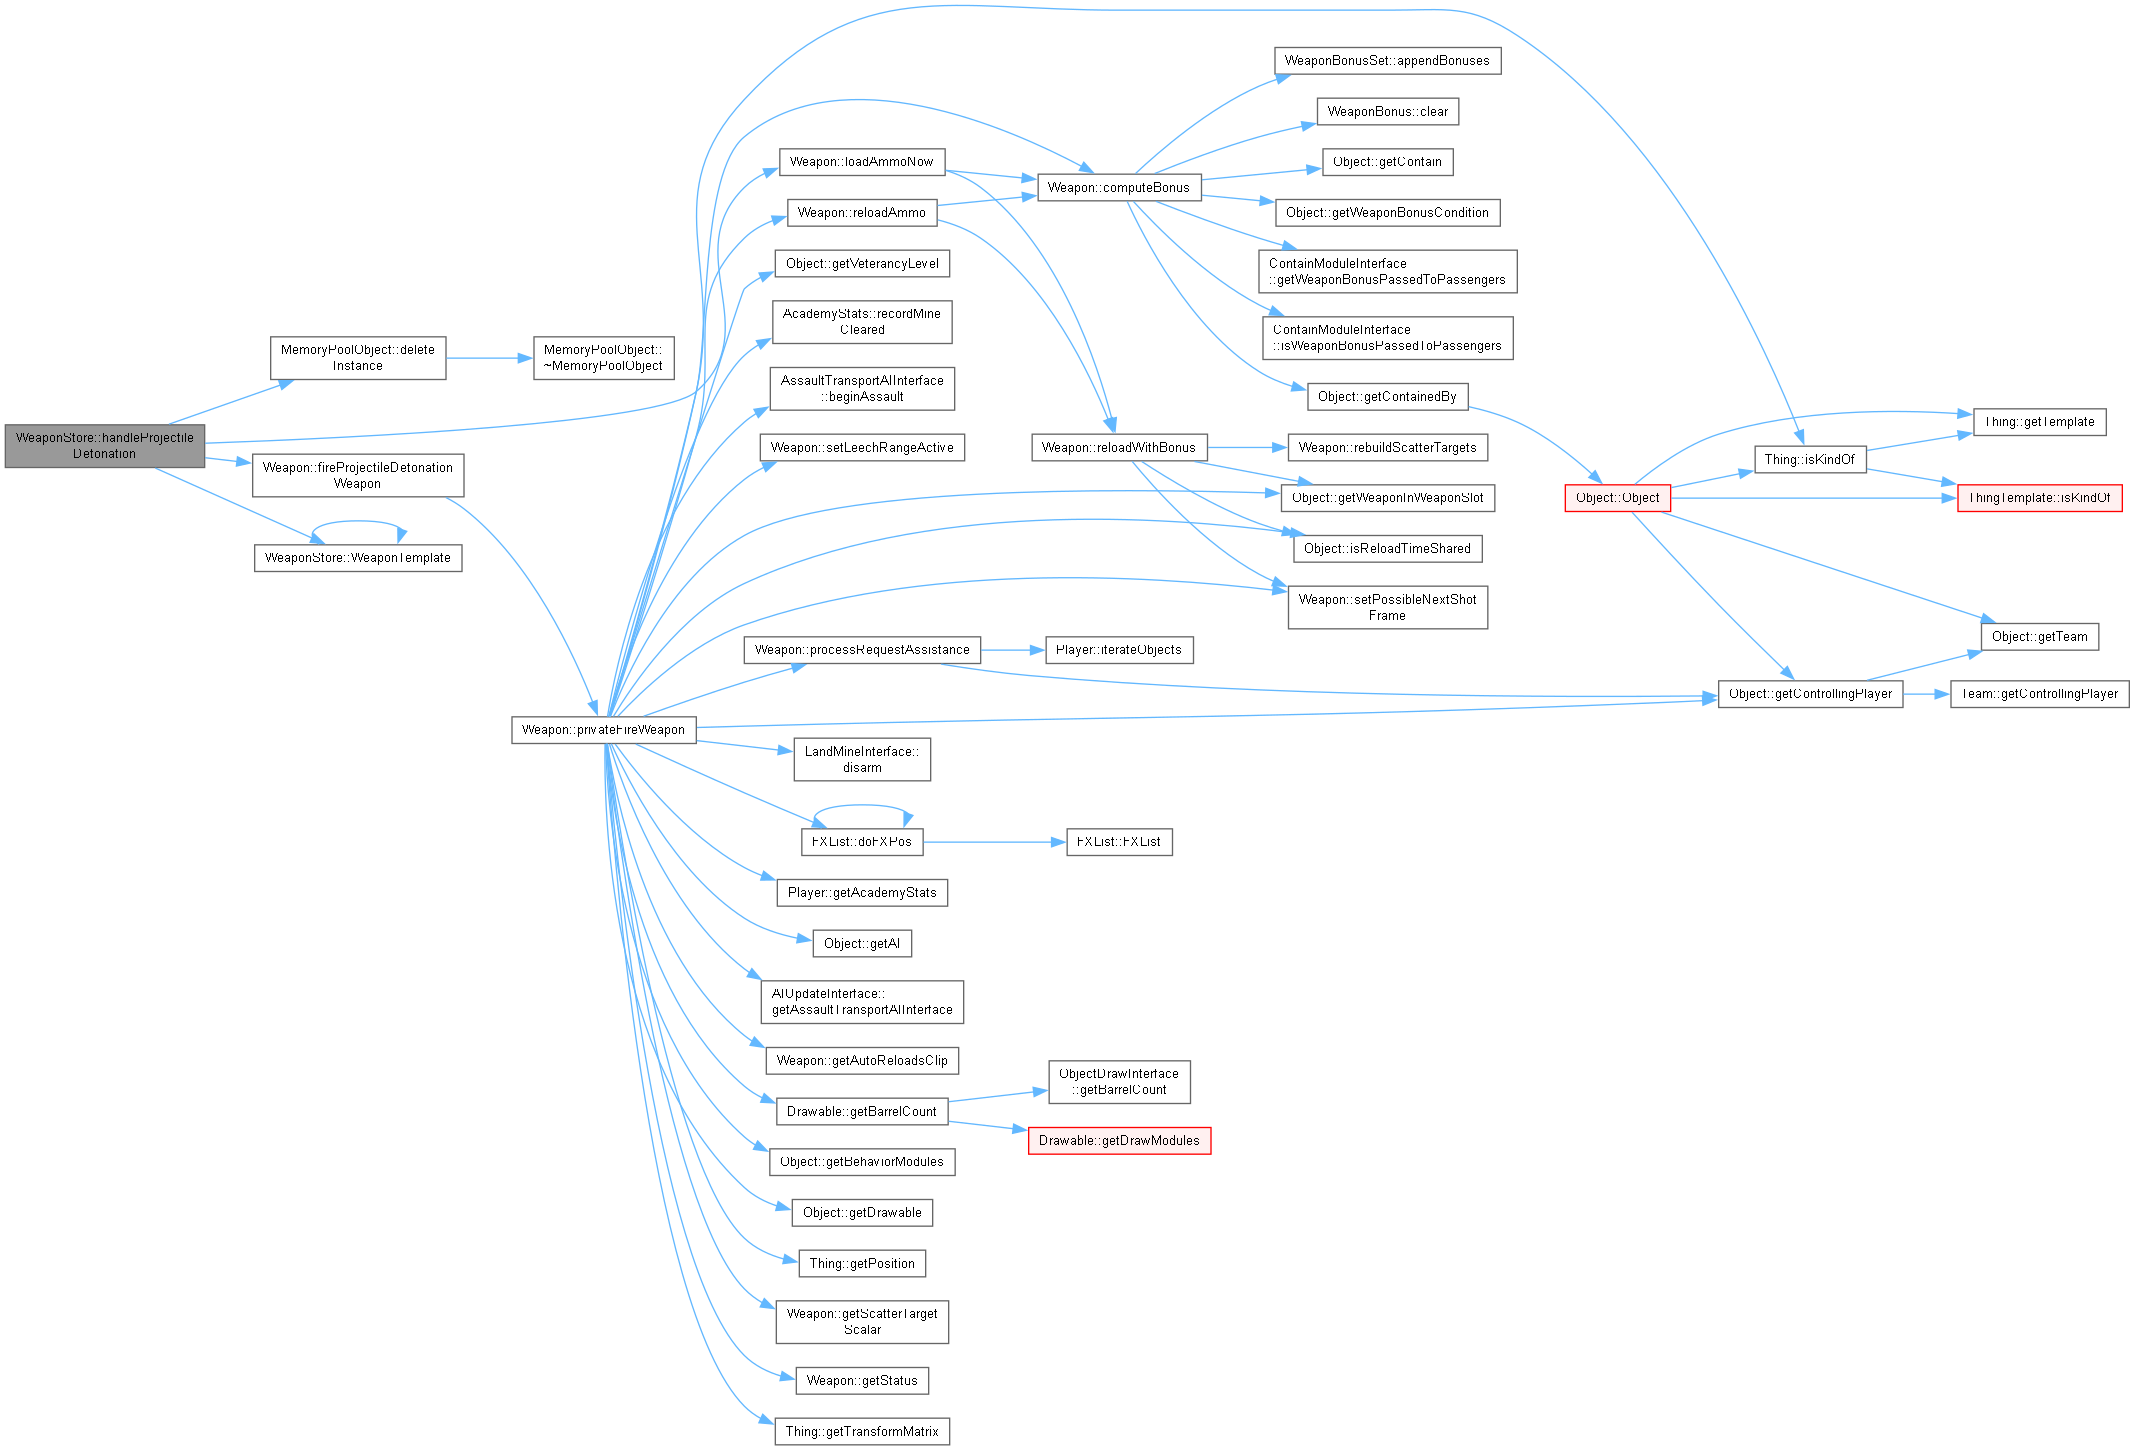 WeaponStore::handleProjectile
Detonation
MemoryPoolObject::delete
Instance
MemoryPoolObject::
~MemoryPoolObject
Weapon::fireProjectileDetonation
Weapon
WeaponStore::WeaponTemplate
Weapon::privateFireWeapon
Weapon::loadAmmoNow
Weapon::reloadAmmo
Object::getVeterancyLevel
AcademyStats::recordMine
Cleared
AssaultTransportAIInterface
::beginAssault
Weapon::setLeechRangeActive
Weapon::processRequestAssistance
LandMineInterface::
disarm
FXList::doFXPos
Player::getAcademyStats
Object::getAI
AIUpdateInterface::
getAssaultTransportAIInterface
Weapon::getAutoReloadsClip
Drawable::getBarrelCount
Object::getBehaviorModules
Object::getDrawable
Thing::getPosition
Weapon::getScatterTarget
Scalar
Weapon::getStatus
Thing::getTransformMatrix
Weapon::computeBonus
Weapon::reloadWithBonus
Player::iterateObjects
FXList::FXList
ObjectDrawInterface
::getBarrelCount
Drawable::getDrawModules
WeaponBonusSet::appendBonuses
WeaponBonus::clear
Object::getContain
Object::getWeaponBonusCondition
ContainModuleInterface
::getWeaponBonusPassedToPassengers
ContainModuleInterface
::isWeaponBonusPassedToPassengers
Object::getContainedBy
Weapon::rebuildScatterTargets
Object::getWeaponInWeaponSlot
Object::isReloadTimeShared
Weapon::setPossibleNextShot
Frame
Object::Object
Thing::isKindOf
Object::getControllingPlayer
Thing::getTemplate
ThingTemplate::isKindOf
Object::getTeam
Team::getControllingPlayer